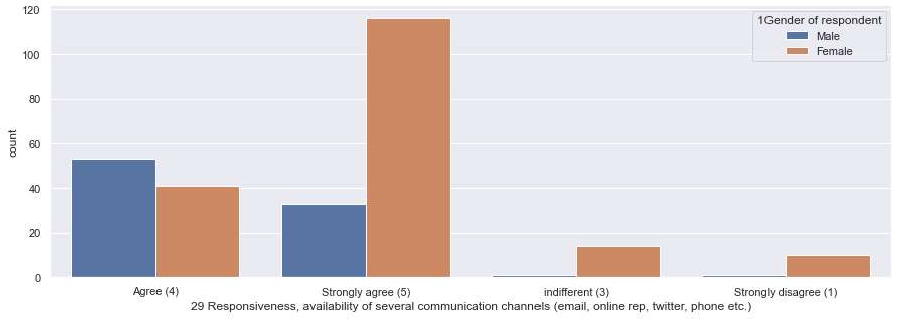 120
100
80
60
40
20
0
count
1Gender of respondent
Male
Female
Agree (4)
Strongly agree (5)
indifferent (3)
Strongly disagree (1)
29 Responsiveness, availability of several communication channels (email, online rep, twitter, phone etc.)